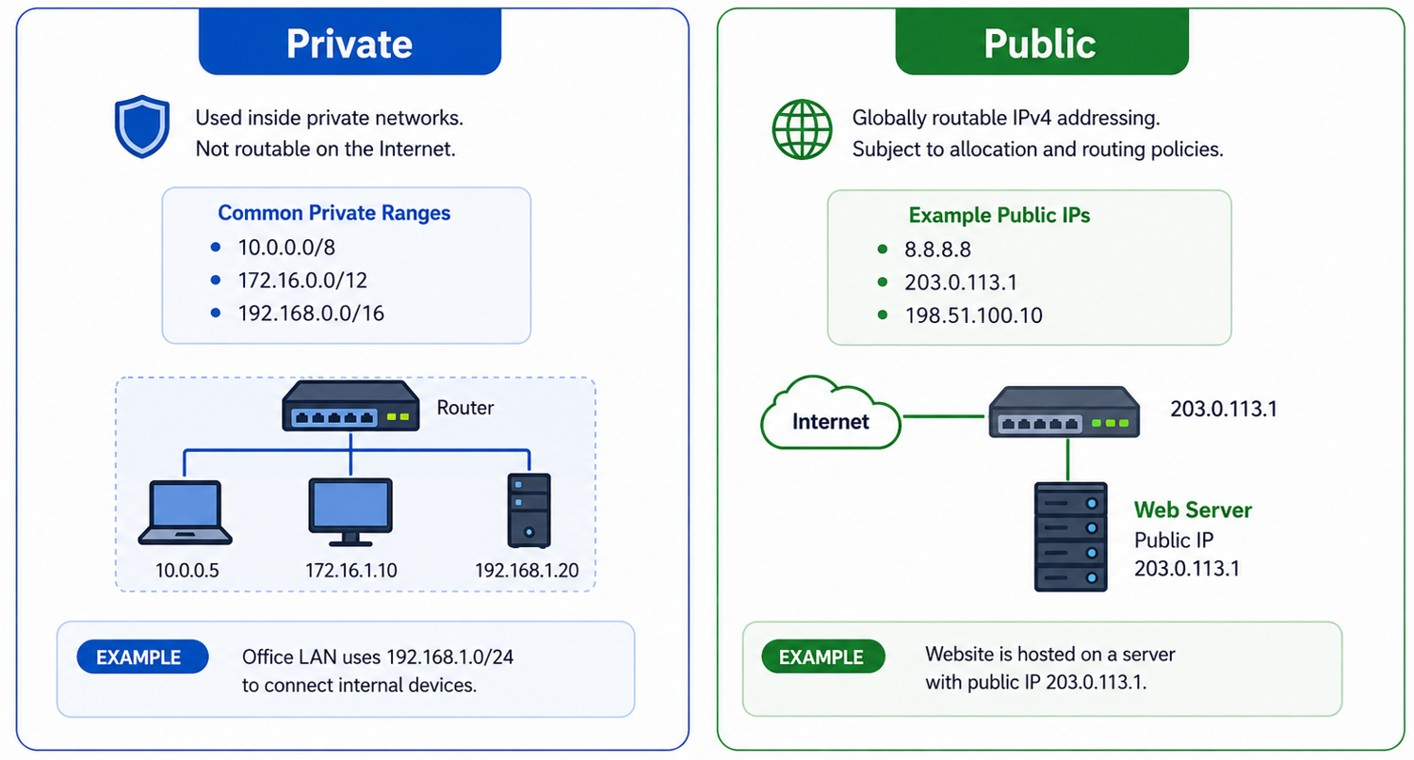 Private
Used inside private networks.
Not routable on the Internet.
Common Private Ranges
10.0.0.0/8
172.16.0.0/12
192.168.0.0/16
Router
10.0.0.5
172.16.1.10
192.168.1.20
EXAMPLE
Office LAN uses 192.168.1.0/24
to connect internal devices.
Public
Globally routable IPv4 addressing.
Subject to allocation and routing policies.
Example Public IPs
8.8.8.8
203.0.113.1
198.51.100.10
Internet
203.0.113.1
Web Server
Public IP
203.0.113.1
EXAMPLE
Website is hosted on a server
with public IP 203.0.113.1.